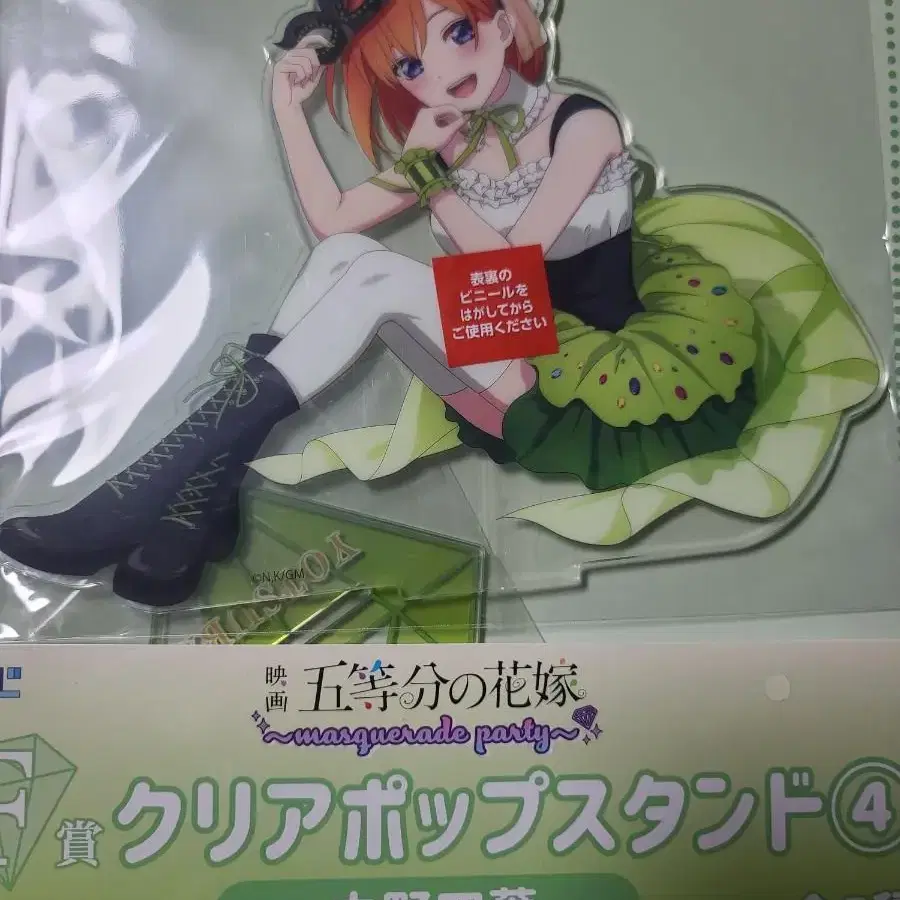 表裏の
ビニールを
はがしてから
ご使用ください
©N.K/GM
YOTSUB
映画
五等分の花嫁
~masquerade party~
F賞
クリアポップスタンド④